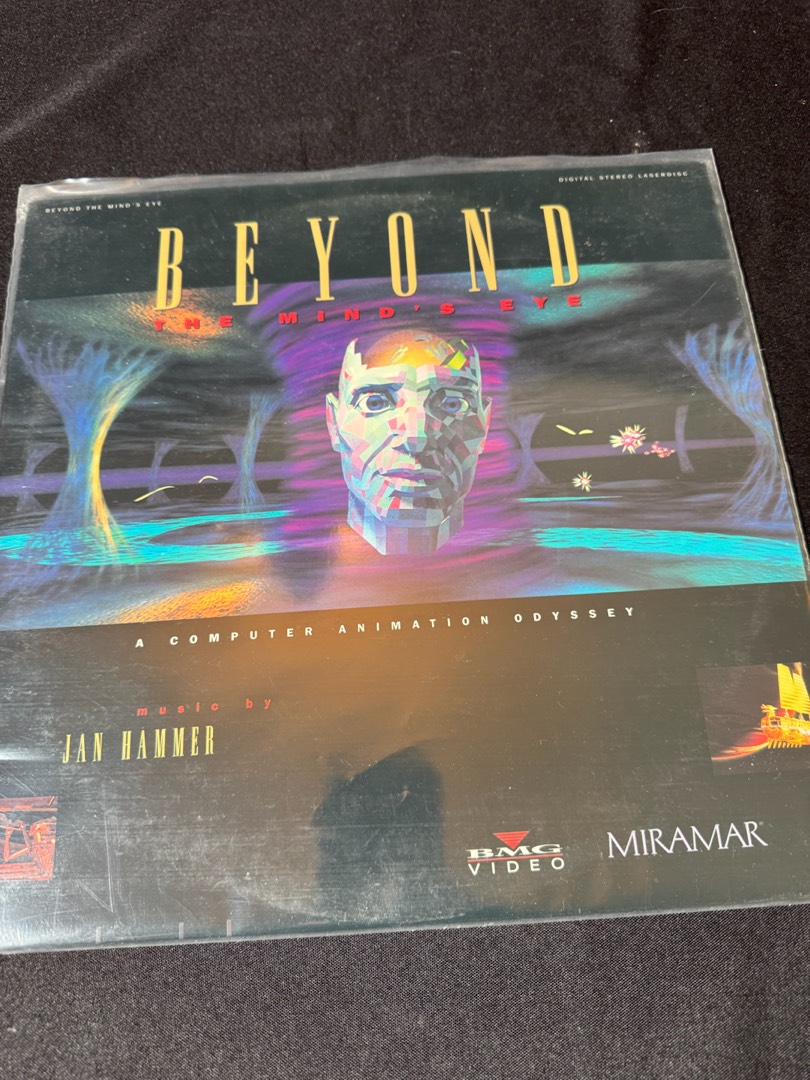 BEYOND THE MIND'S EYE
DIGITAL STEREO LASERDISC
BEYOND
THE MIND'S EYE
A COMPUTER ANIMATION ODYSSEY
music by
JAN HAMMER
BMG
VIDEO
MIRAMAR®